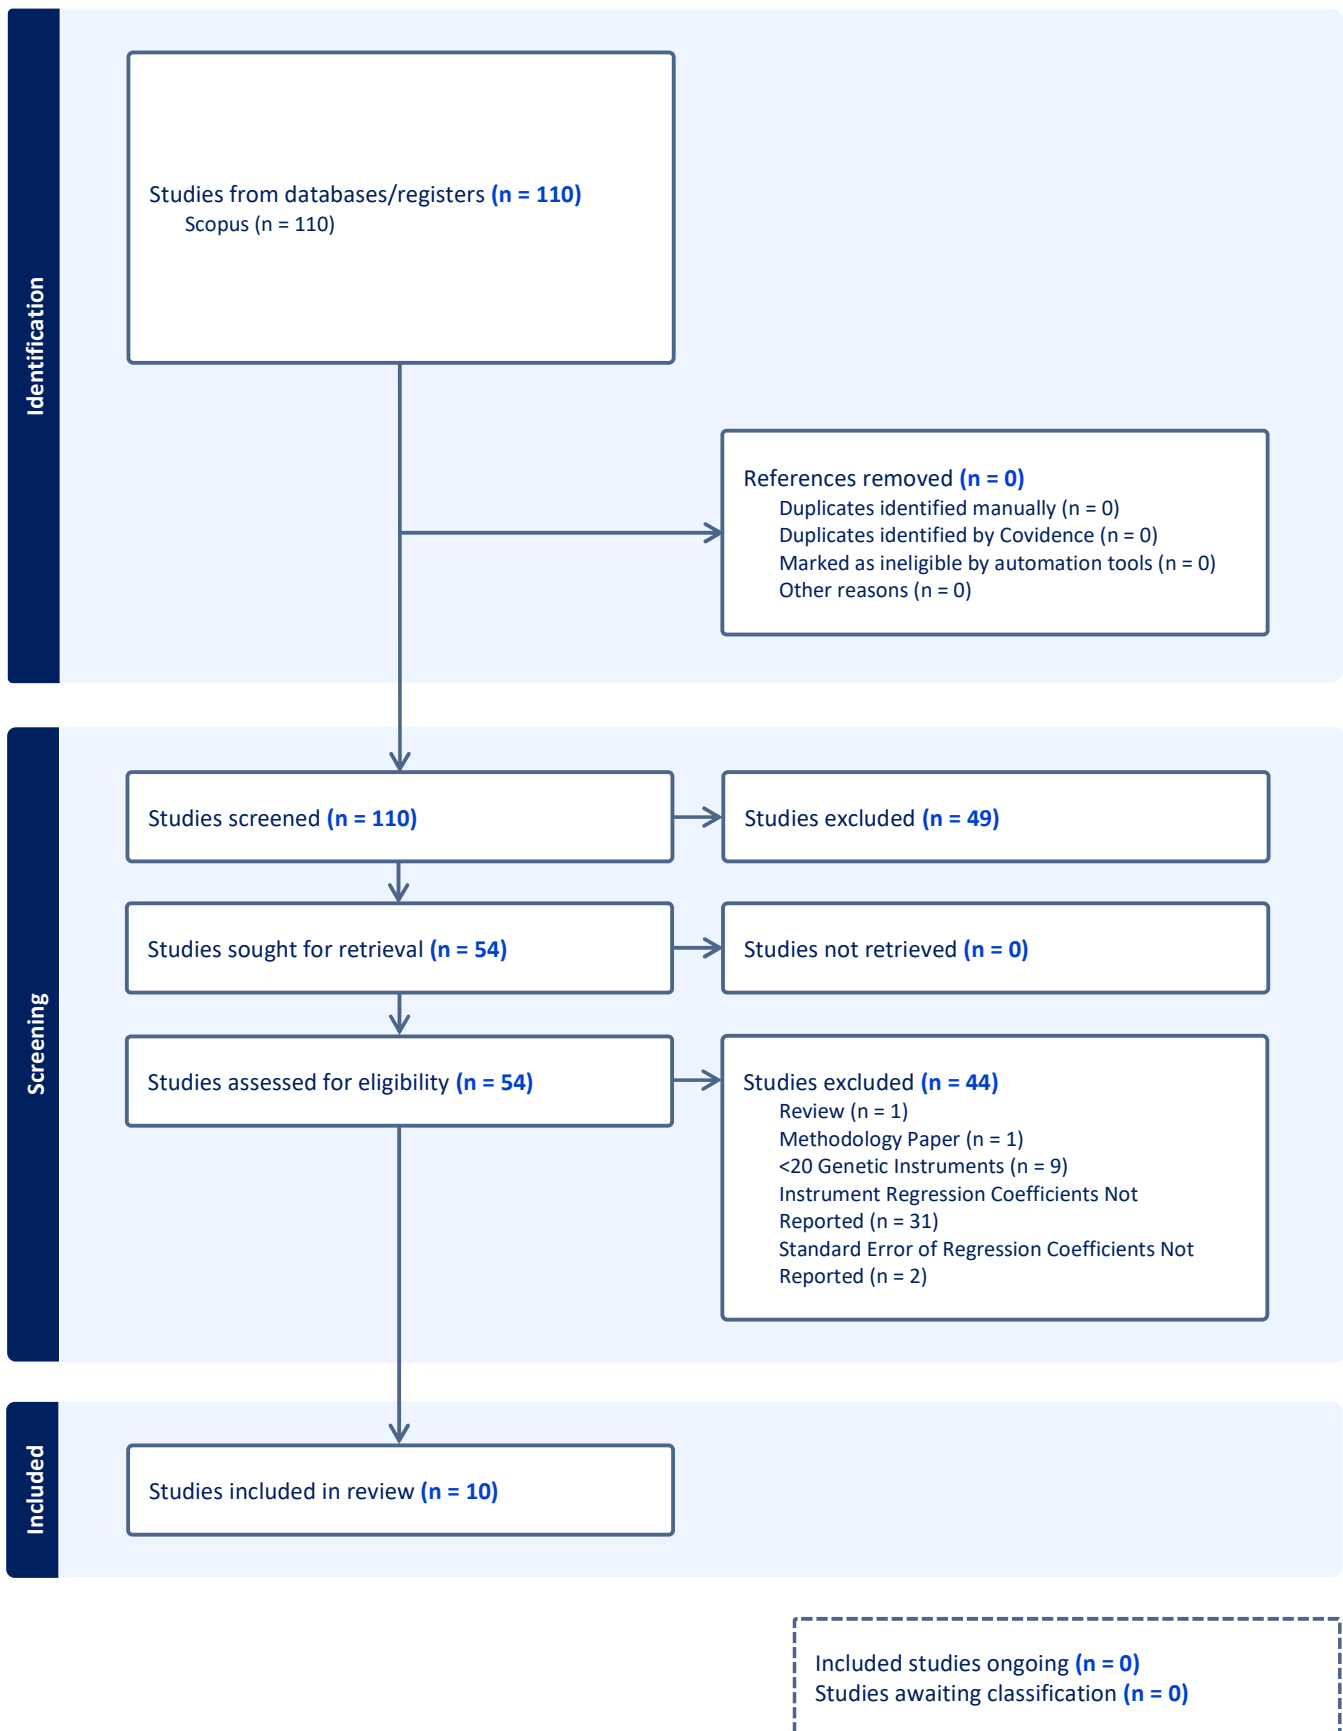 Identification
Studies from databases/registers (n = 110)
Scopus (n = 110)
References removed (n = 0)
Duplicates identified manually (n = 0)
Duplicates identified by Covidence (n = 0)
Marked as ineligible by automation tools (n = 0)
Other reasons (n = 0)
Screening
Studies screened (n = 110)
Studies excluded (n = 49)
Studies sought for retrieval (n = 54)
Studies not retrieved (n = 0)
Studies assessed for eligibility (n = 54)
Studies excluded (n = 44)
Review (n = 1)
Methodology Paper (n = 1)
<20 Genetic Instruments (n = 9)
Instrument Regression Coefficients Not
Reported (n = 31)
Standard Error of Regression Coefficients Not
Reported (n = 2)
Included
Studies included in review (n = 10)
Included studies ongoing (n = 0)
Studies awaiting classification (n = 0)